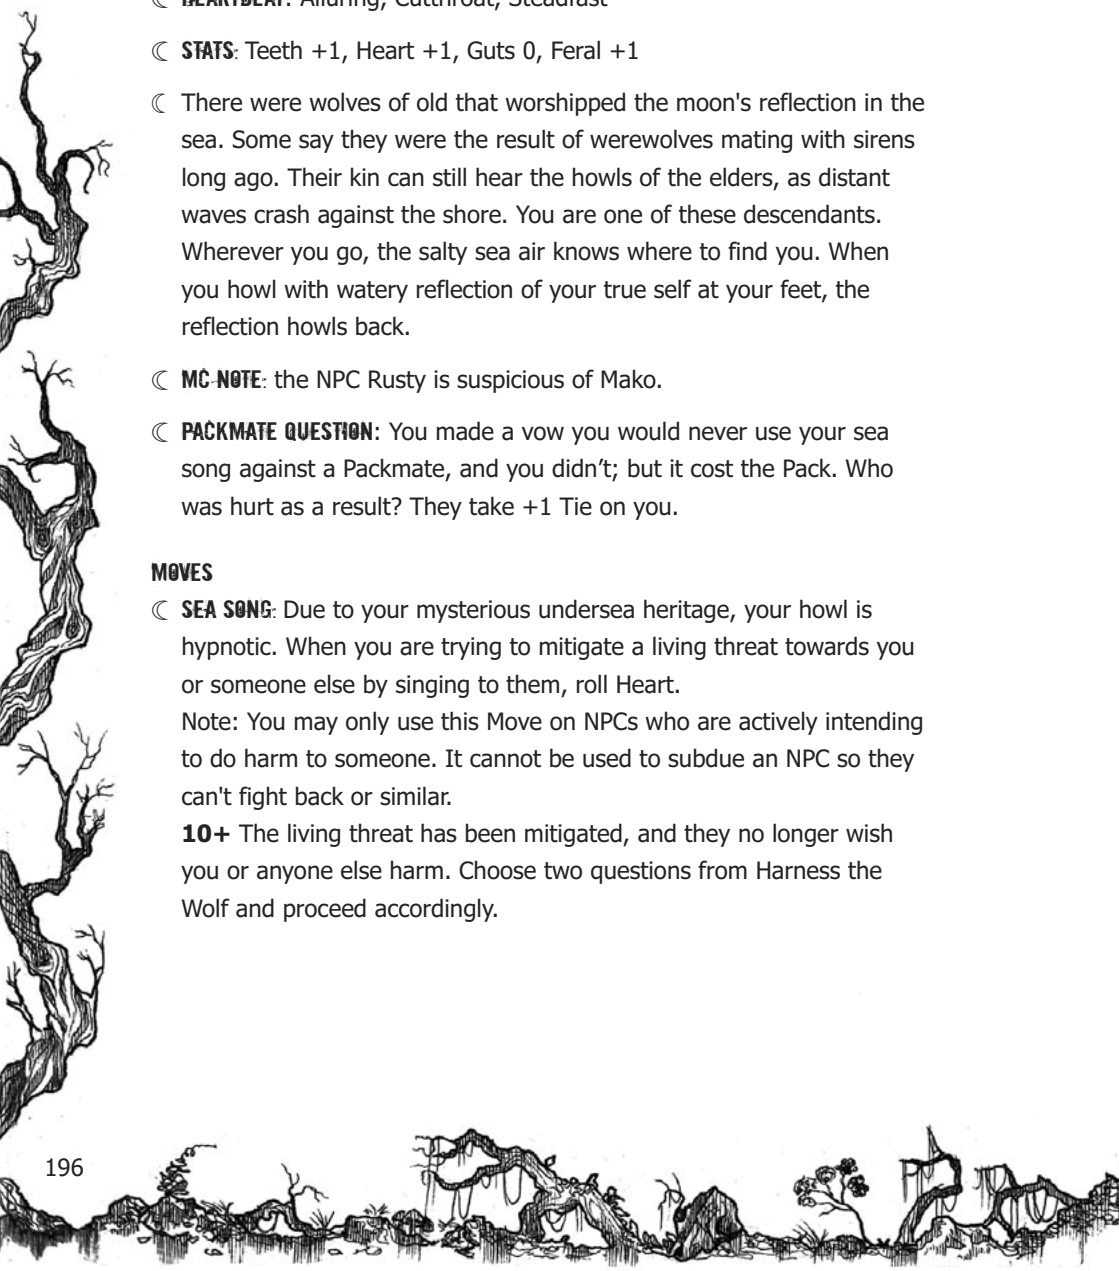 HEARTBEAT: Alluring, Cutthroat, Steadfast
STATS: Teeth +1, Heart +1, Guts 0, Feral +1
There were wolves of old that worshipped the moon's reflection in the
sea. Some say they were the result of werewolves mating with sirens
long ago. Their kin can still hear the howls of the elders, as distant
waves crash against the shore. You are one of these descendants.
Wherever you go, the salty sea air knows where to find you. When
you howl with watery reflection of your true self at your feet, the
reflection howls back.
MC NOTE: the NPC Rusty is suspicious of Mako.
PACKMATE QUESTION: You made a vow you would never use your sea
song against a Packmate, and you didn’t; but it cost the Pack. Who
was hurt as a result? They take +1 Tie on you.
MOVES
SEA SONG: Due to your mysterious undersea heritage, your howl is
hypnotic. When you are trying to mitigate a living threat towards you
or someone else by singing to them, roll Heart.
Note: You may only use this Move on NPCs who are actively intending
to do harm to someone. It cannot be used to subdue an NPC so they
can't fight back or similar.
10+ The living threat has been mitigated, and they no longer wish
you or anyone else harm. Choose two questions from Harness the
Wolf and proceed accordingly.
196